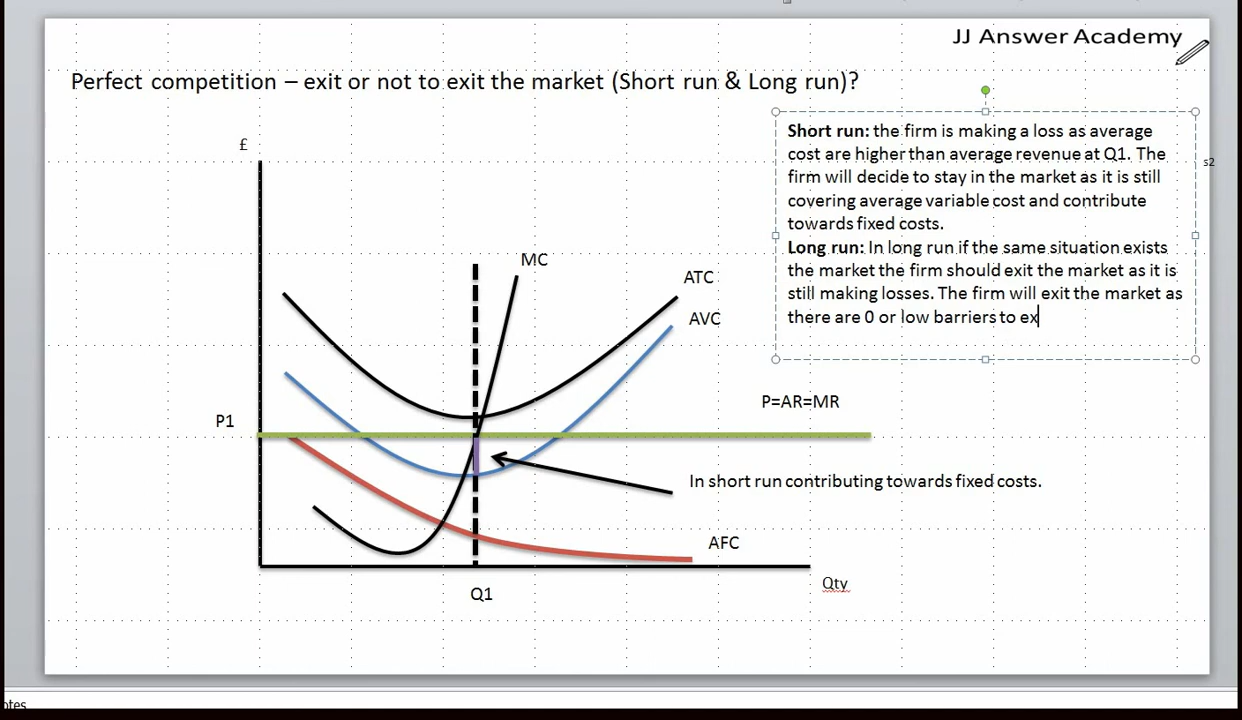 JJ Answer Academy
Perfect competition – exit or not to exit the market (Short run & Long run)?
Short run: the firm is making a loss as average
cost are higher than average revenue at Q1. The
firm will decide to stay in the market as it is still
covering average variable cost and contribute
towards fixed costs.
Long run: In long run if the same situation exists
the market the firm should exit the market as it is
still making losses. The firm will exit the market as
there are 0 or low barriers to ex
s2
£
MC
ATC
AVC
P=AR=MR
P1
In short run contributing towards fixed costs.
AFC
Qty
Q1
otes